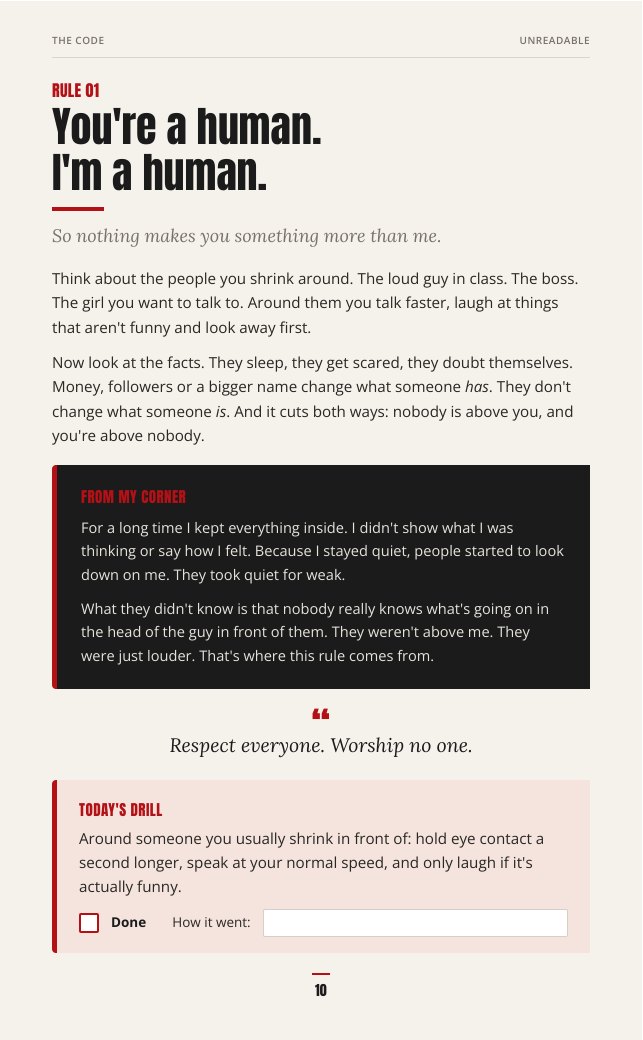 THE CODE
UNREADABLE
RULE 01
You're a human.
I'm a human.
So nothing makes you something more than me.
Think about the people you shrink around. The loud guy in class. The boss.
The girl you want to talk to. Around them you talk faster, laugh at things
that aren't funny and look away first.
Now look at the facts. They sleep, they get scared, they doubt themselves.
Money, followers or a bigger name change what someone has. They don't
change what someone is. And it cuts both ways: nobody is above you, and
you're above nobody.
FROM MY CORNER
For a long time I kept everything inside. I didn't show what I was
thinking or say how I felt. Because I stayed quiet, people started to look
down on me. They took quiet for weak.
What they didn't know is that nobody really knows what's going on in
the head of the guy in front of them. They weren't above me. They
were just louder. That's where this rule comes from.
❝
Respect everyone. Worship no one.
TODAY'S DRILL
Around someone you usually shrink in front of: hold eye contact a
second longer, speak at your normal speed, and only laugh if it's
actually funny.
Done How it went:
10